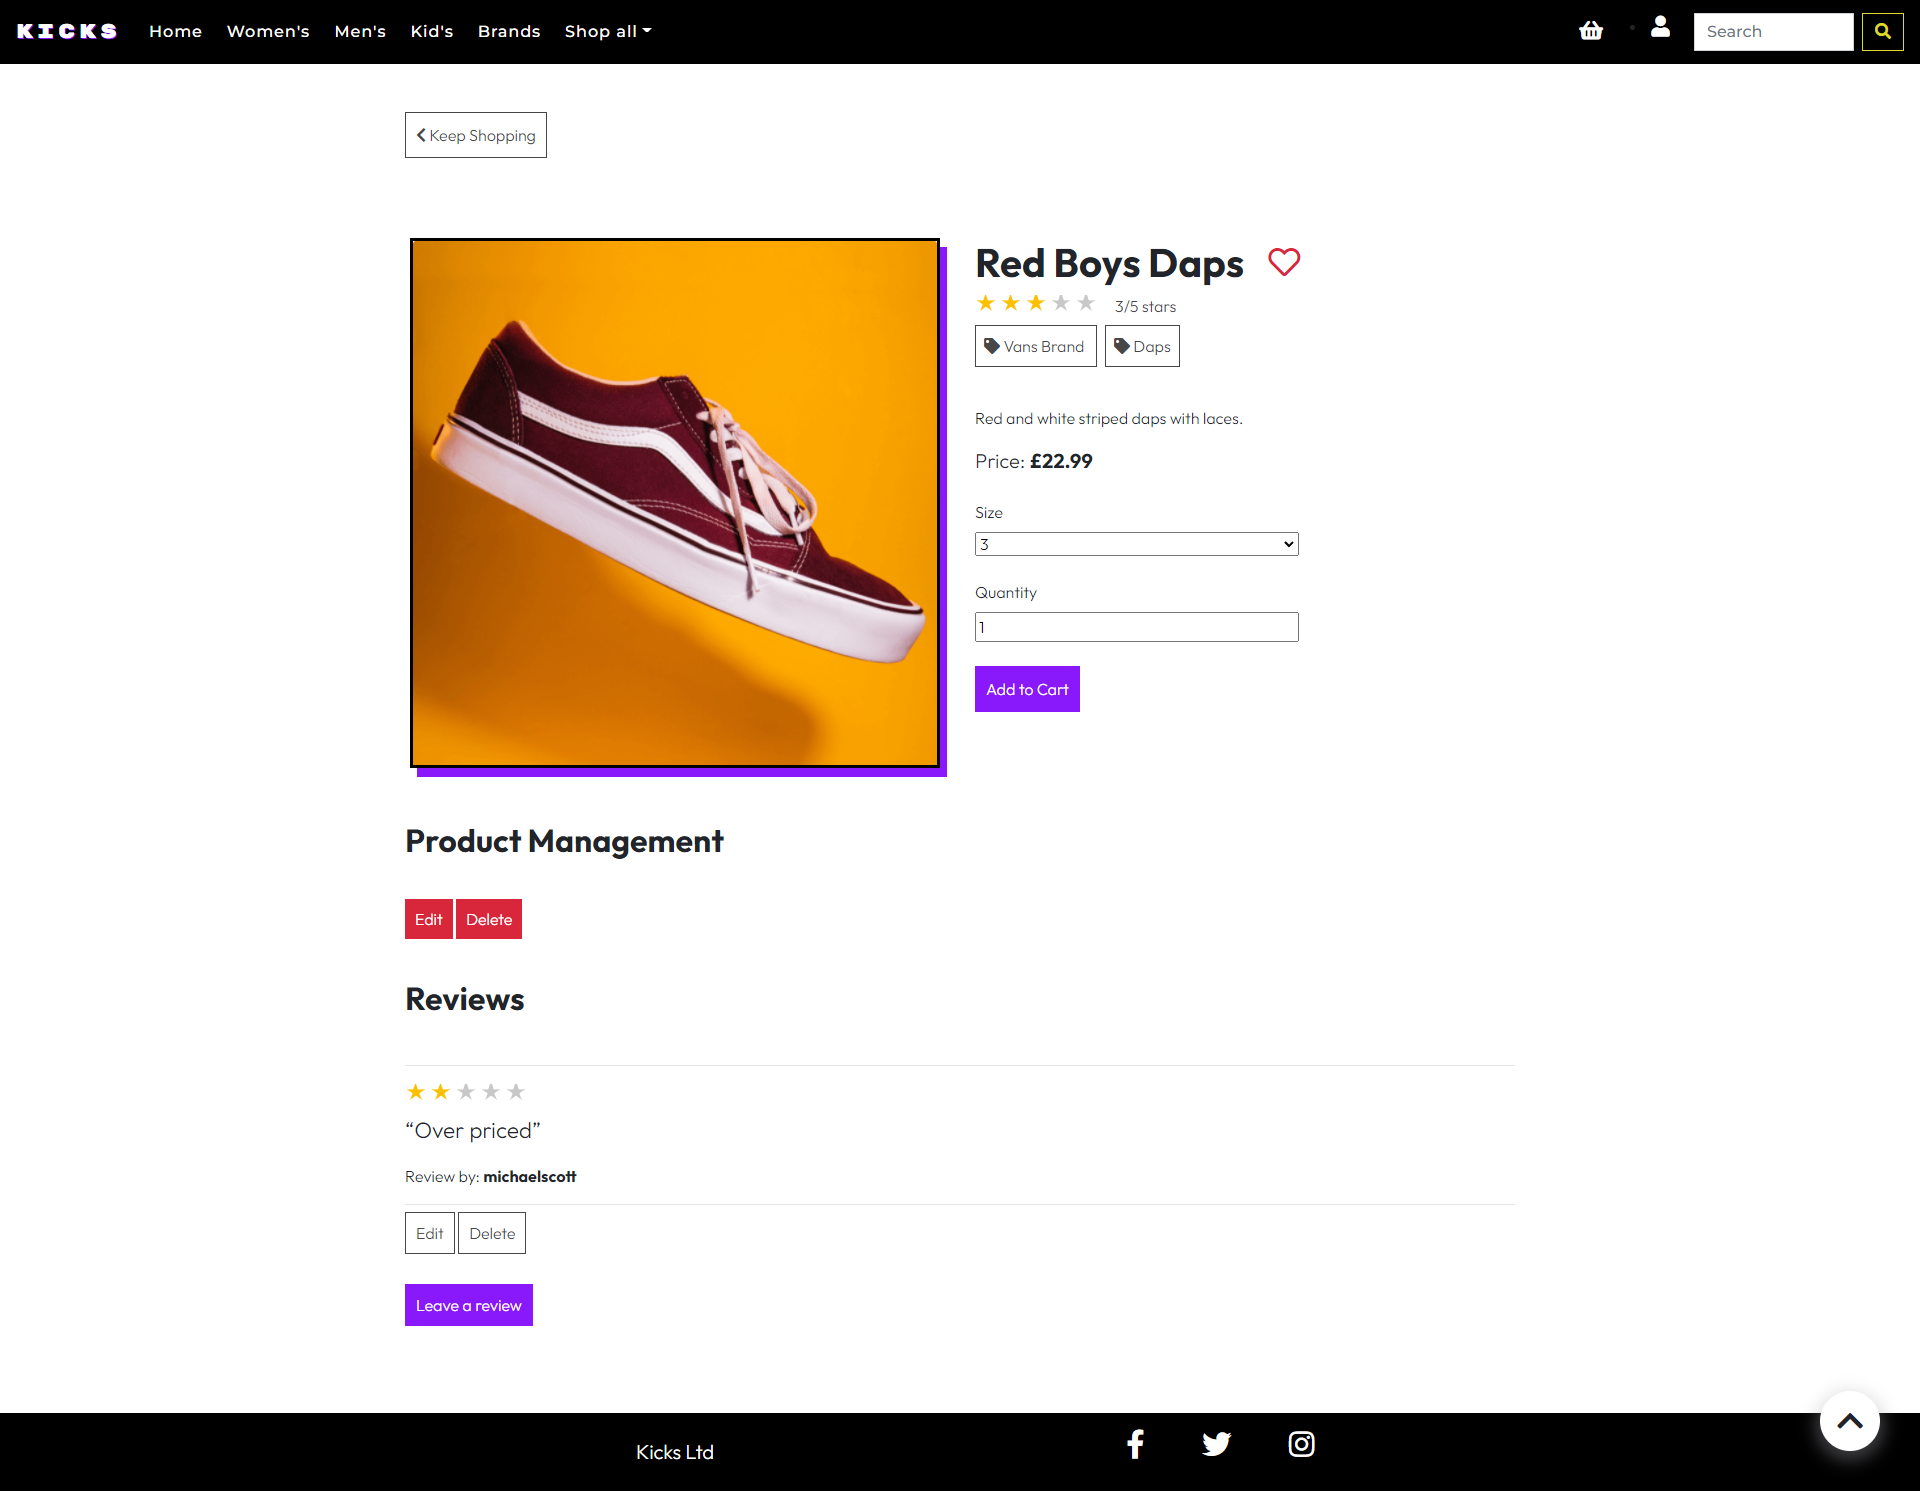 KICKS Home Women's Men's Kid's Brands Shop all Search
Keep Shopping
Red Boys Daps
3/5 stars
Vans Brand Daps
Red and white striped daps with laces.
Price: £22.99
Size
3
Quantity
1
Add to Cart
Product Management
Edit Delete
Reviews
“Over priced”
Review by: michaelscott
Edit Delete
Leave a review
Kicks Ltd